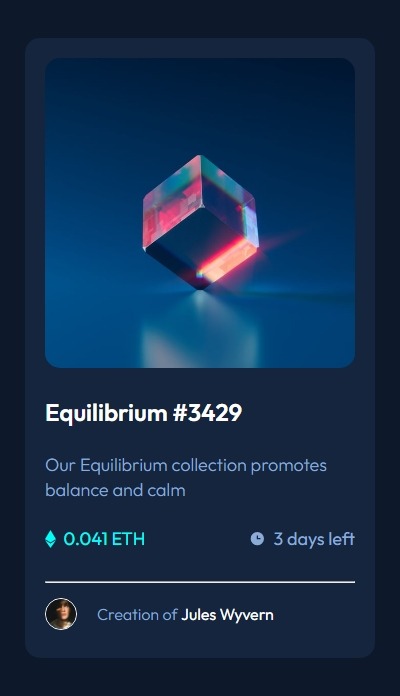 Equilibrium #3429
Our Equilibrium collection promotes
balance and calm
0.041 ETH
3 days left
Creation of Jules Wyvern